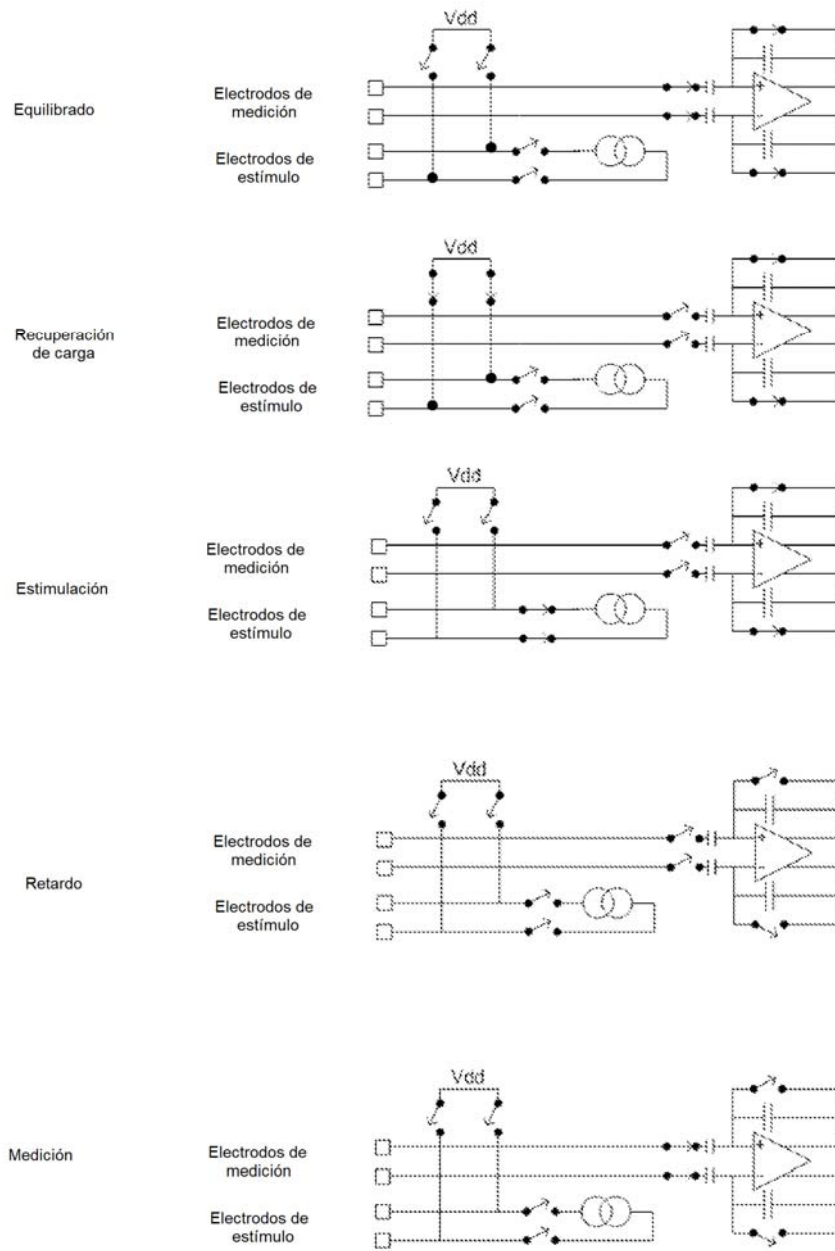 Vdd
Equilibrado
Electrodos de
medición
Electrodos de
estímulo
+
-
Vdd
Recuperación
de carga
Electrodos de
medición
Electrodos de
estímulo
+
-
Vdd
Estimulación
Electrodos de
medición
Electrodos de
estímulo
+
-
Vdd
Retardo
Electrodos de
medición
Electrodos de
estímulo
+
-
Vdd
Medición
Electrodos de
medición
Electrodos de
estímulo
+
-